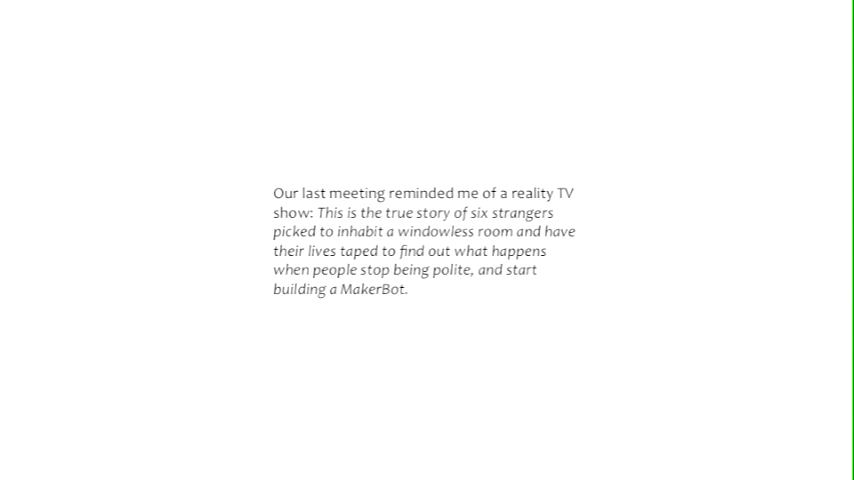 Our last meeting reminded me of a reality TV
show: This is the true story of six strangers
picked to inhabit a windowless room and have
their lives taped to find out what happens
when people stop being polite, and start
building a MakerBot.